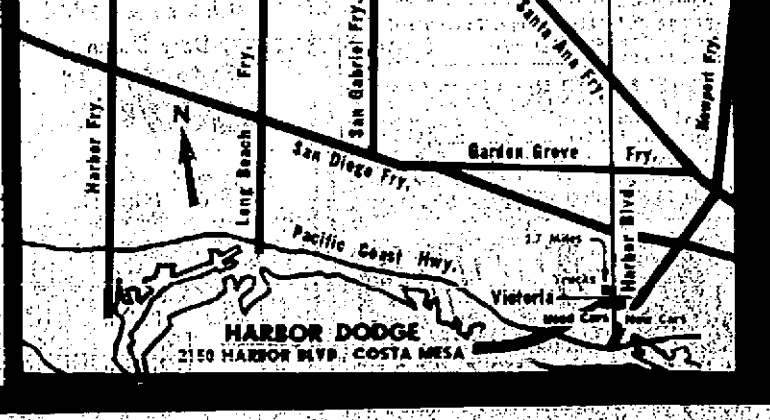 Santa Ana Fry.
Newport Fry.
San Gabriel Fry.
Fry.
Long Beach
Harbor Fry.
N
San Diego Fry.
Garden Grove Fry.
Harbor Blvd.
Pacific Coast Hwy.
Miles
Trucks
Victoria
Used Cars
New Cars
HARBOR DODGE
2150 HARBOR BLVD., COSTA MESA